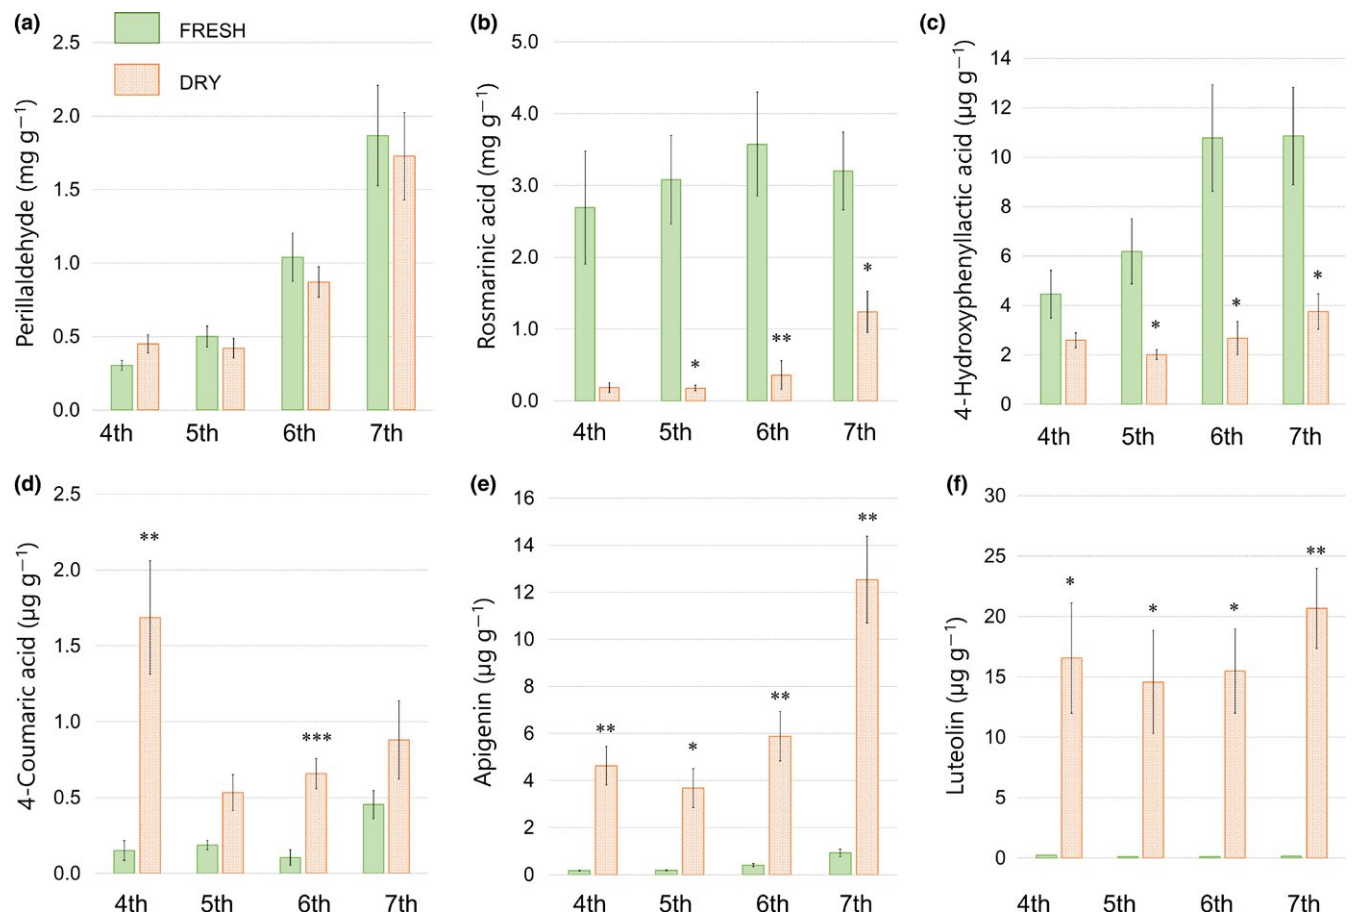 (a)
FRESH
DRY
Perillaldehyde (mg g⁻¹)
2.5
2.0
1.5
1.0
0.5
0.0
4th 5th 6th 7th
(b)
Rosmarinic acid (mg g⁻¹)
5.0
4.0
3.0
2.0
1.0
0.0
*
**
*
4th 5th 6th 7th
(c)
4-Hydroxyphenyllactic acid (μg g⁻¹)
14
12
10
8
6
4
2
0
*
*
*
4th 5th 6th 7th
(d)
4-Coumaric acid (μg g⁻¹)
2.5
2.0
1.5
1.0
0.5
0.0
**
***
4th 5th 6th 7th
(e)
Apigenin (μg g⁻¹)
16
14
12
10
8
6
4
2
0
**
*
**
**
4th 5th 6th 7th
(f)
Luteolin (μg g⁻¹)
30
25
20
15
10
5
0
*
*
*
**
4th 5th 6th 7th